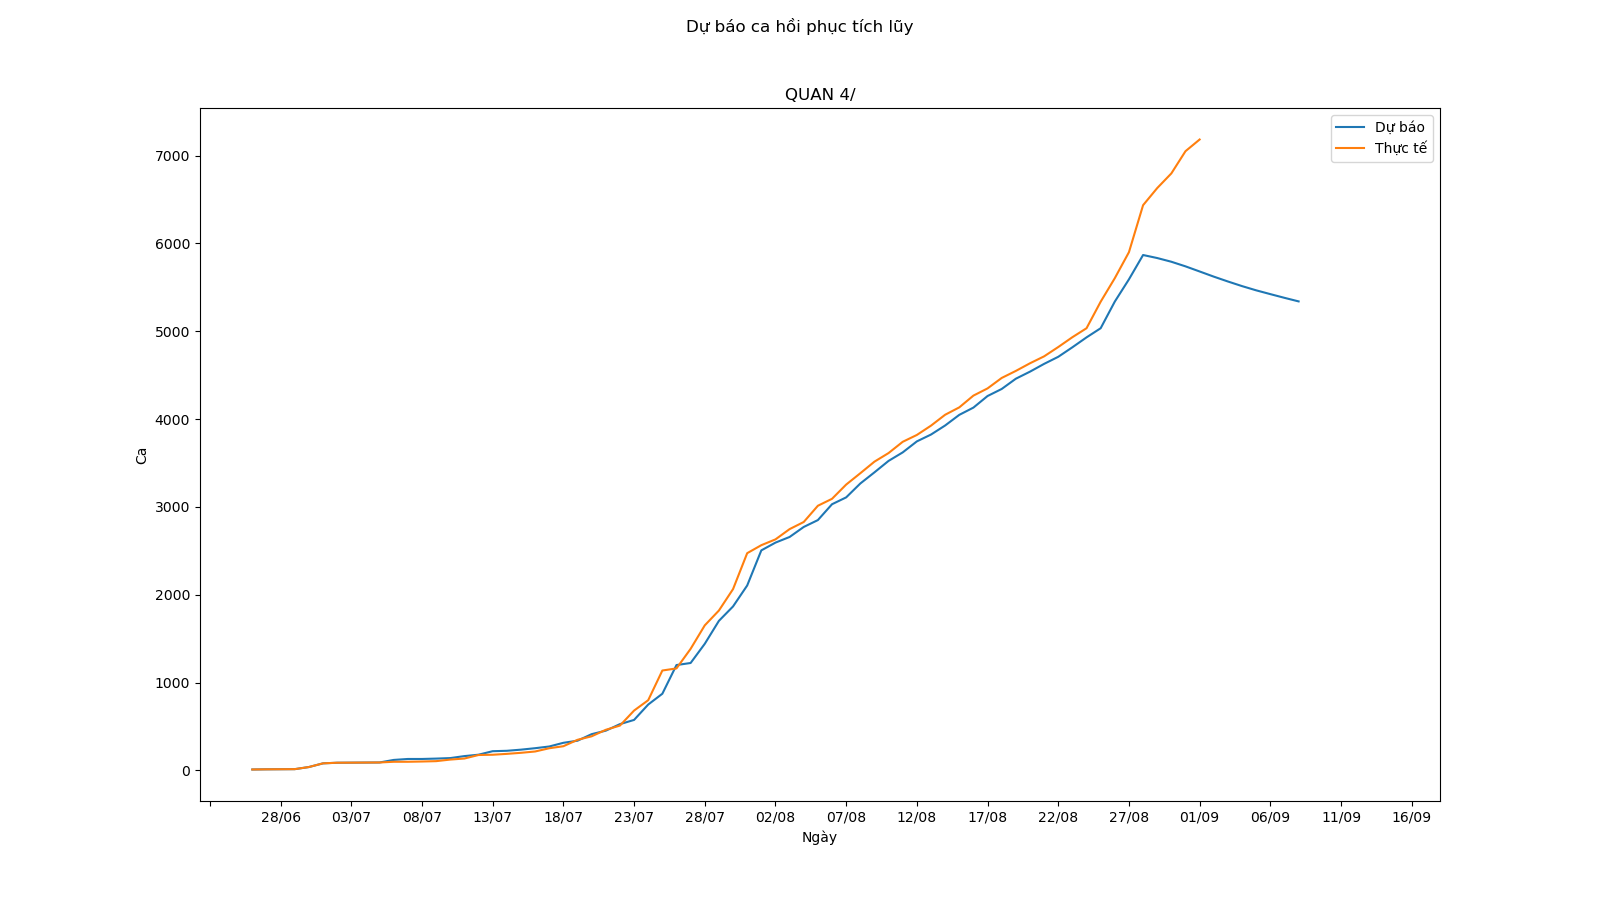 Dự báo ca hồi phục tích lũy
QUAN 4/
Dự báo
Thực tế
7000
6000
5000
4000
3000
2000
1000
0
Ca
28/06 03/07 08/07 13/07 18/07 23/07 28/07 02/08 07/08 12/08 17/08 22/08 27/08 01/09 06/09 11/09 16/09
Ngày